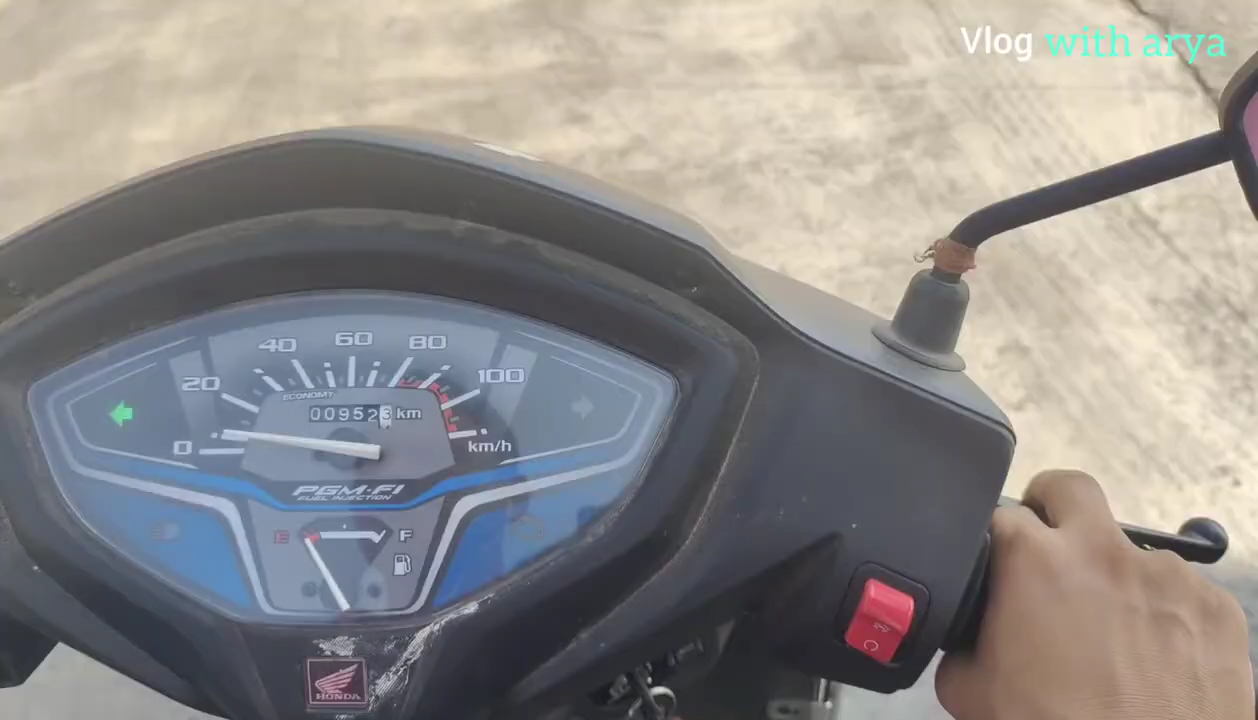 Vlog with arya
20 40 60 80 100
ECONOMY
009523 km
0 km/h
PGM-FI
FUEL INJECTION
E F
HONDA